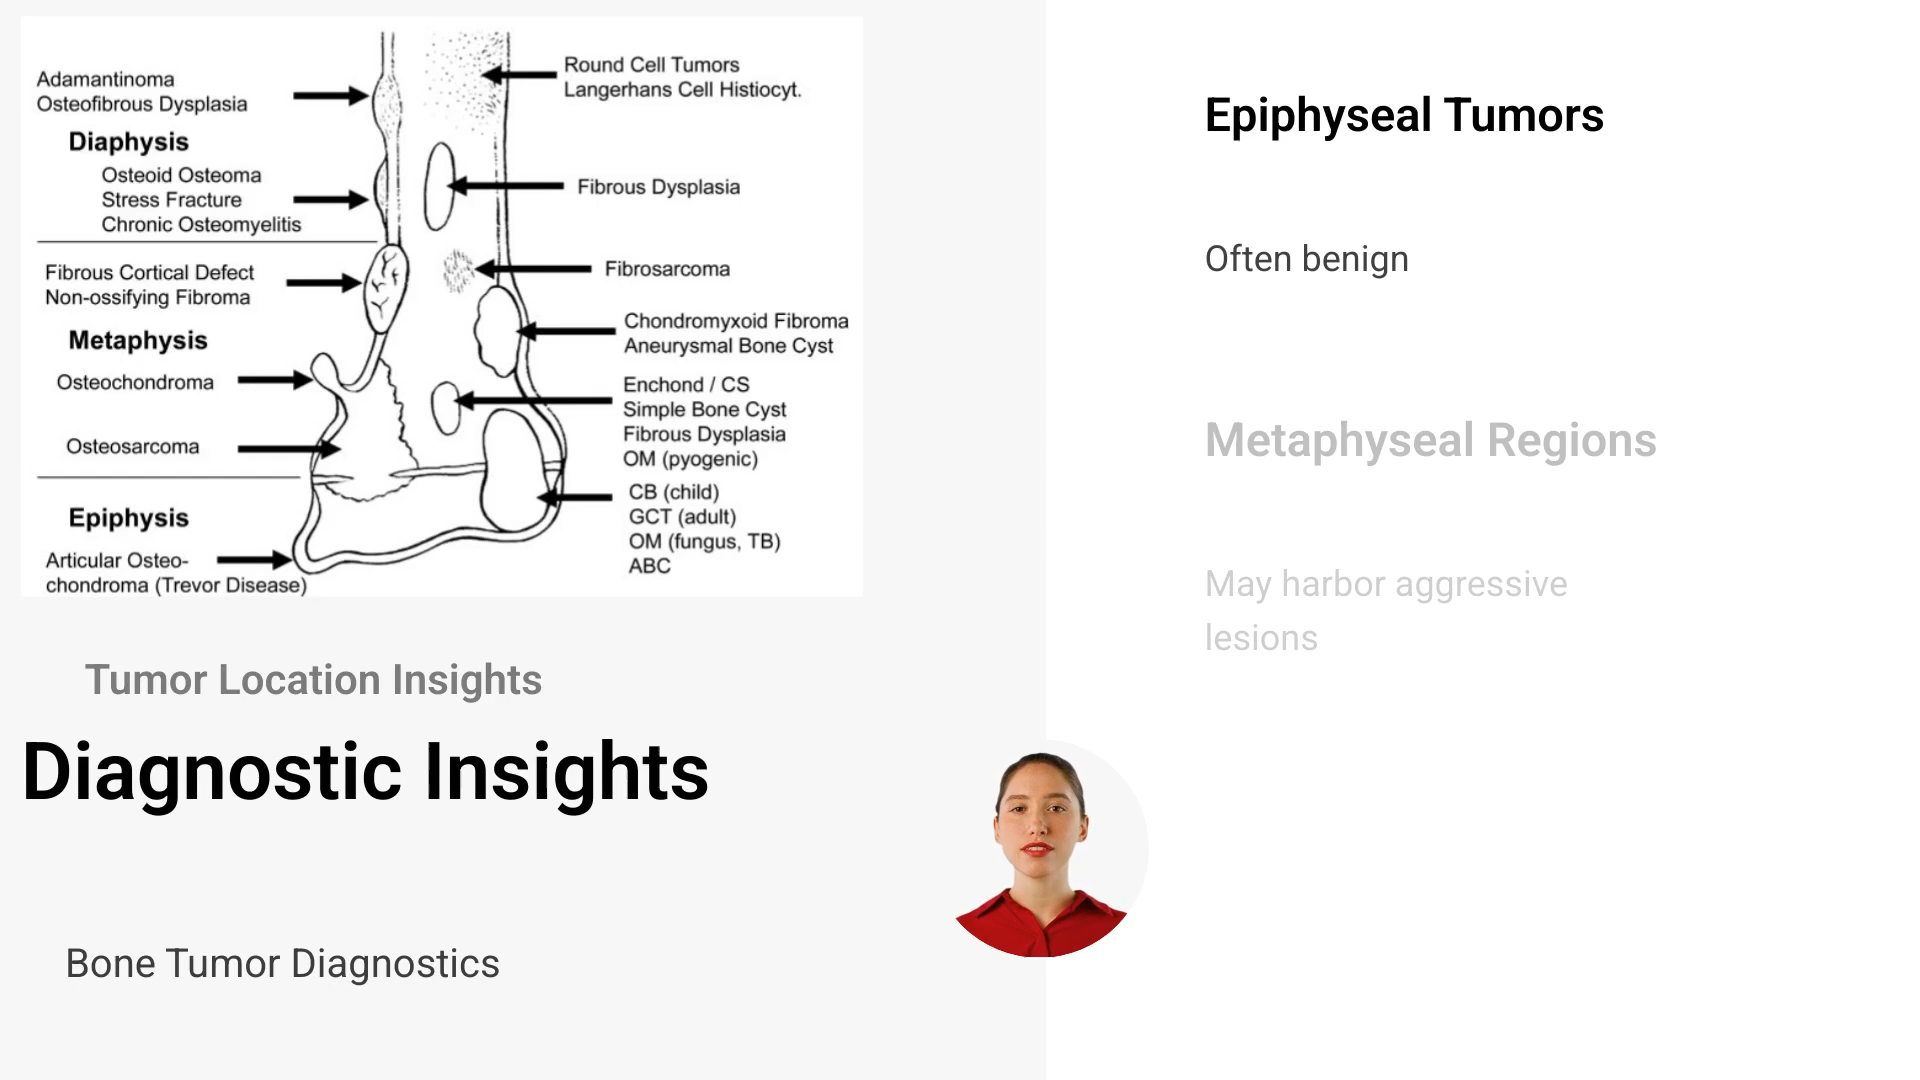 Adamantinoma
Osteofibrous Dysplasia
Diaphysis
Osteoid Osteoma
Stress Fracture
Chronic Osteomyelitis
Fibrous Cortical Defect
Non-ossifying Fibroma
Metaphysis
Osteochondroma
Osteosarcoma
Epiphysis
Articular Osteo-
chondroma (Trevor Disease)
Round Cell Tumors
Langerhans Cell Histiocyt.
Fibrous Dysplasia
Fibrosarcoma
Chondromyxoid Fibroma
Aneurysmal Bone Cyst
Enchond / CS
Simple Bone Cyst
Fibrous Dysplasia
OM (pyogenic)
CB (child)
GCT (adult)
OM (fungus, TB)
ABC
Tumor Location Insights
Diagnostic Insights
Bone Tumor Diagnostics
Epiphyseal Tumors
Often benign
Metaphyseal Regions
May harbor aggressive
lesions